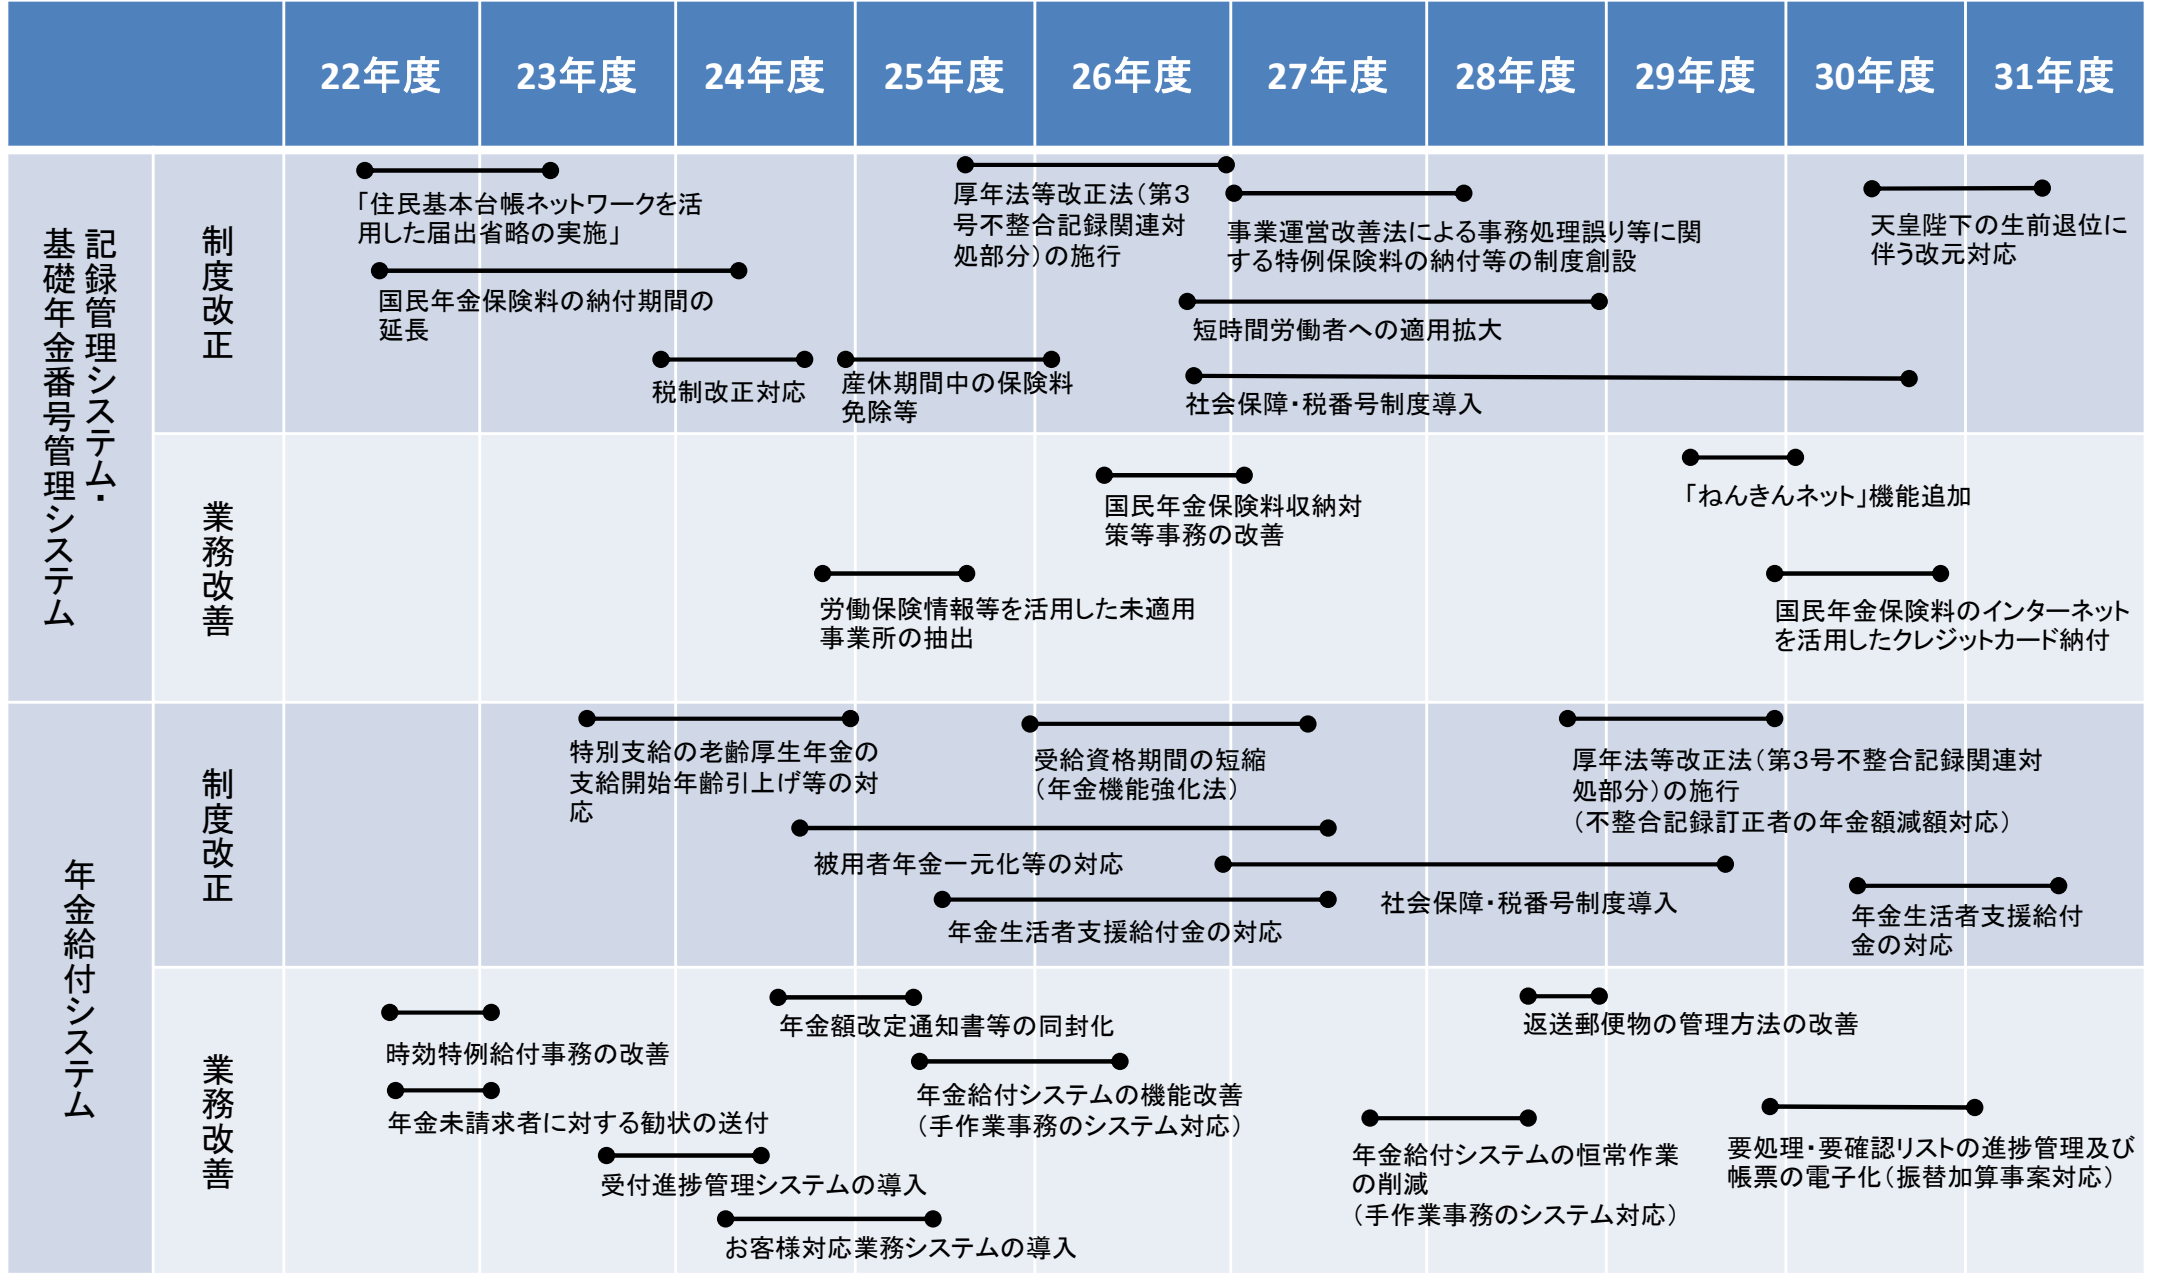 22年度
23年度
24年度
25年度
26年度
27年度
28年度
29年度
30年度
31年度
記録管理システム・
基礎年金番号管理システム
制度改正
「住民基本台帳ネットワークを活
用した届出省略の実施」
国民年金保険料の納付期間の
延長
税制改正対応
産休期間中の保険料
免除等
厚年法等改正法（第3
号不整合記録関連対
処部分）の施行
事業運営改善法による事務処理誤り等に関
する特例保険料の納付等の制度創設
短時間労働者への適用拡大
社会保障・税番号制度導入
天皇陛下の生前退位に
伴う改元対応
業務改善
国民年金保険料収納対
策等事務の改善
労働保険情報等を活用した未適用
事業所の抽出
「ねんきんネット」機能追加
国民年金保険料のインターネット
を活用したクレジットカード納付
年金給付システム
制度改正
特別支給の老齢厚生年金の
支給開始年齢引上げ等の対
応
受給資格期間の短縮
（年金機能強化法）
被用者年金一元化等の対応
年金生活者支援給付金の対応
厚年法等改正法（第3号不整合記録関連対
処部分）の施行
（不整合記録訂正者の年金額減額対応）
社会保障・税番号制度導入
年金生活者支援給付
金の対応
業務改善
時効特例給付事務の改善
年金未請求者に対する勧状の送付
受付進捗管理システムの導入
お客様対応業務システムの導入
年金額改定通知書等の同封化
年金給付システムの機能改善
（手作業事務のシステム対応）
返送郵便物の管理方法の改善
年金給付システムの恒常作業
の削減
（手作業事務のシステム対応）
要処理・要確認リストの進捗管理及び
帳票の電子化（振替加算事案対応）